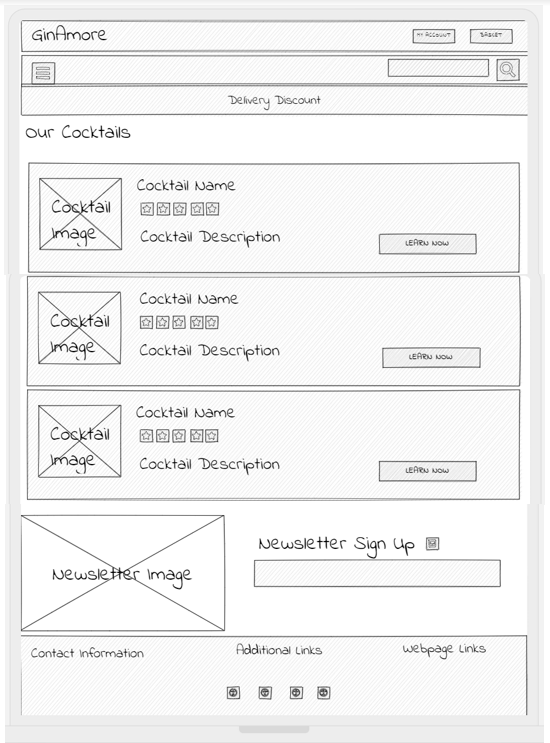 GinAmore
MY ACCOUNT
BASKET
Delivery Discount
Our Cocktails
Cocktail
Image
Cocktail Name
Cocktail Description
LEARN NOW
Cocktail
Image
Cocktail Name
Cocktail Description
LEARN NOW
Cocktail
Image
Cocktail Name
Cocktail Description
LEARN NOW
Newsletter Image
Newsletter Sign Up
Contact Information
Additional Links
Webpage Links